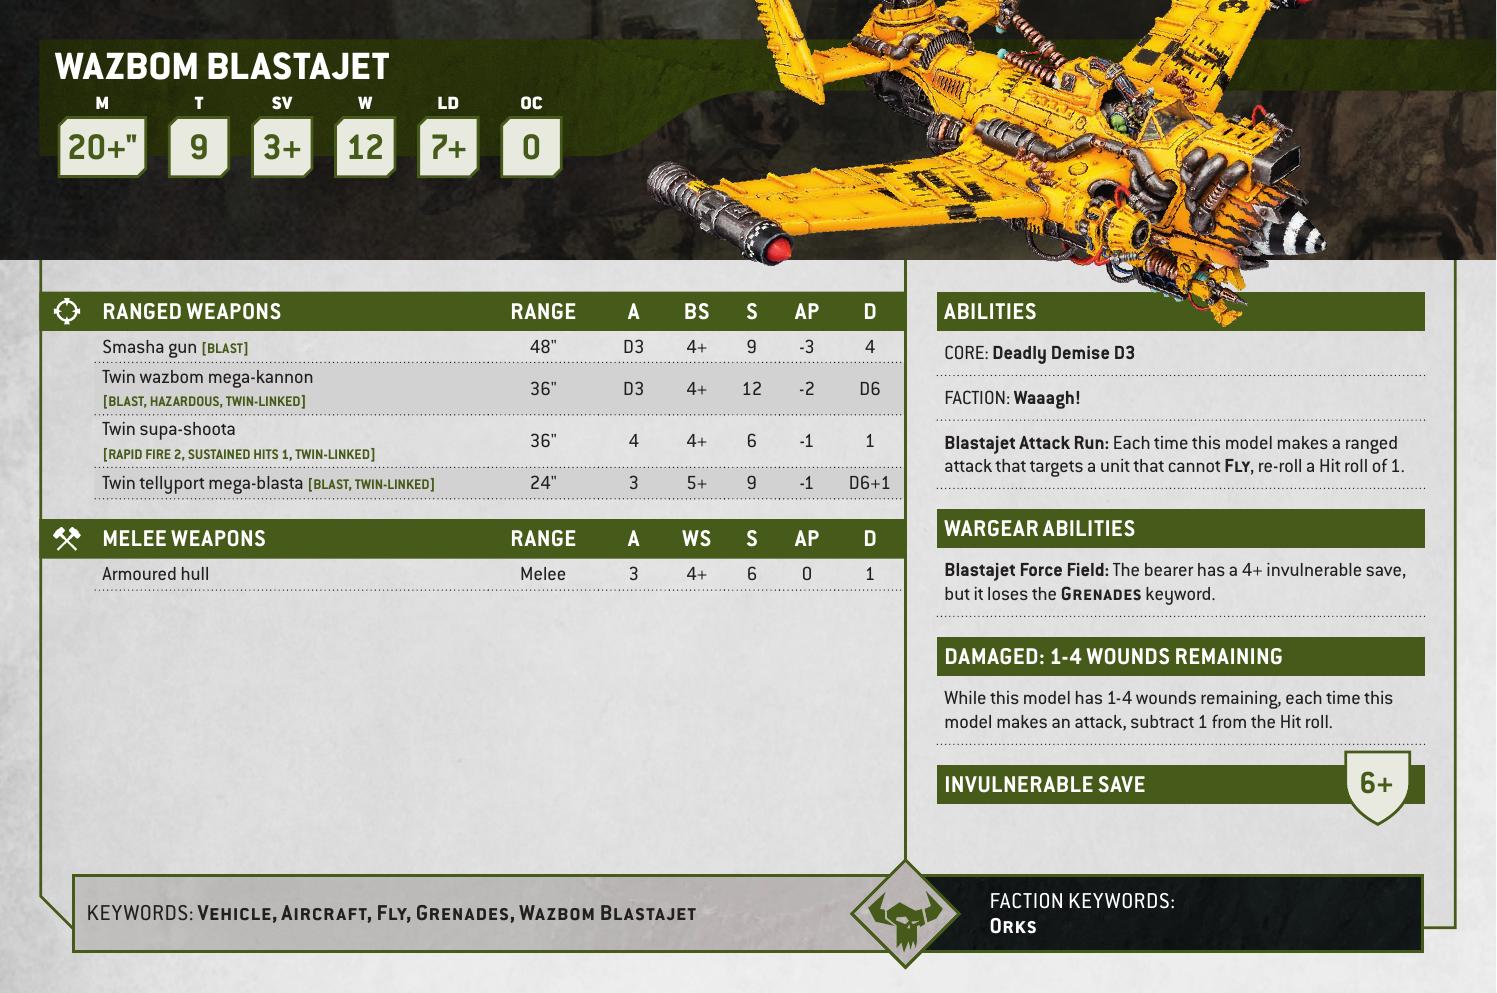 WAZBOM BLASTAJET
M T SV W LD OC
20+" 9 3+ 12 7+ 0
RANGED WEAPONS RANGE A BS S AP D
Smasha gun [BLAST] 48" D3 4+ 9 -3 4
Twin wazbom mega-kannon
[BLAST, HAZARDOUS, TWIN-LINKED] 36" D3 4+ 12 -2 D6
Twin supa-shoota
[RAPID FIRE 2, SUSTAINED HITS 1, TWIN-LINKED] 36" 4 4+ 6 -1 1
Twin tellyport mega-blasta [BLAST, TWIN-LINKED] 24" 3 5+ 9 -1 D6+1
MELEE WEAPONS RANGE A WS S AP D
Armoured hull Melee 3 4+ 6 0 1
ABILITIES
CORE: Deadly Demise D3
FACTION: Waaagh!
Blastajet Attack Run: Each time this model makes a ranged
attack that targets a unit that cannot FLY, re-roll a Hit roll of 1.
WARGEAR ABILITIES
Blastajet Force Field: The bearer has a 4+ invulnerable save,
but it loses the GRENADES keyword.
DAMAGED: 1-4 WOUNDS REMAINING
While this model has 1-4 wounds remaining, each time this
model makes an attack, subtract 1 from the Hit roll.
INVULNERABLE SAVE 6+
KEYWORDS: VEHICLE, AIRCRAFT, FLY, GRENADES, WAZBOM BLASTAJET
FACTION KEYWORDS:
ORKS